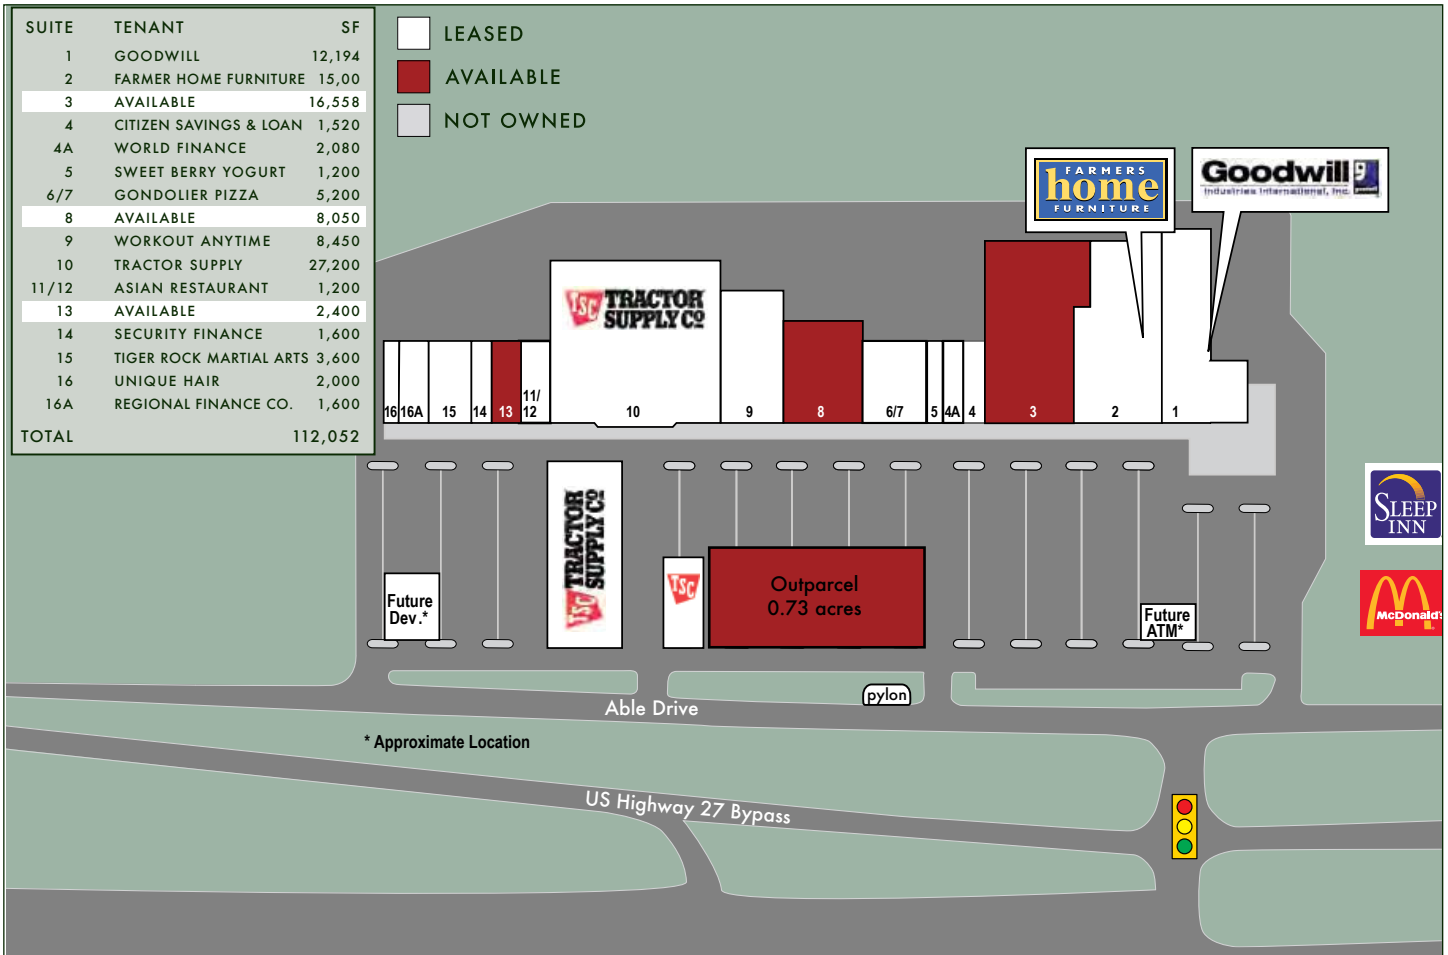 SUITE TENANT SF
1 GOODWILL 12,194
2 FARMER HOME FURNITURE 15,00
3 AVAILABLE 16,558
4 CITIZEN SAVINGS & LOAN 1,520
4A WORLD FINANCE 2,080
5 SWEET BERRY YOGURT 1,200
6/7 GONDOLIER PIZZA 5,200
8 AVAILABLE 8,050
9 WORKOUT ANYTIME 8,450
10 TRACTOR SUPPLY 27,200
11/12 ASIAN RESTAURANT 1,200
13 AVAILABLE 2,400
14 SECURITY FINANCE 1,600
15 TIGER ROCK MARTIAL ARTS 3,600
16 UNIQUE HAIR 2,000
16A REGIONAL FINANCE CO. 1,600
TOTAL 112,052
LEASED
AVAILABLE
NOT OWNED
FARMERS
home
FURNITURE
Goodwill
Industries International, Inc.
TSC TRACTOR
SUPPLY CO
16 16A 15 14 13 11/
12 10 9 8 6/7 5 4A 4 3 2 1
TSC TRACTOR
SUPPLY CO
TSC
Outparcel
0.73 acres
Future
Dev.*
Future
ATM*
SLEEP
INN
McDonald's
pylon
Able Drive
* Approximate Location
US Highway 27 Bypass